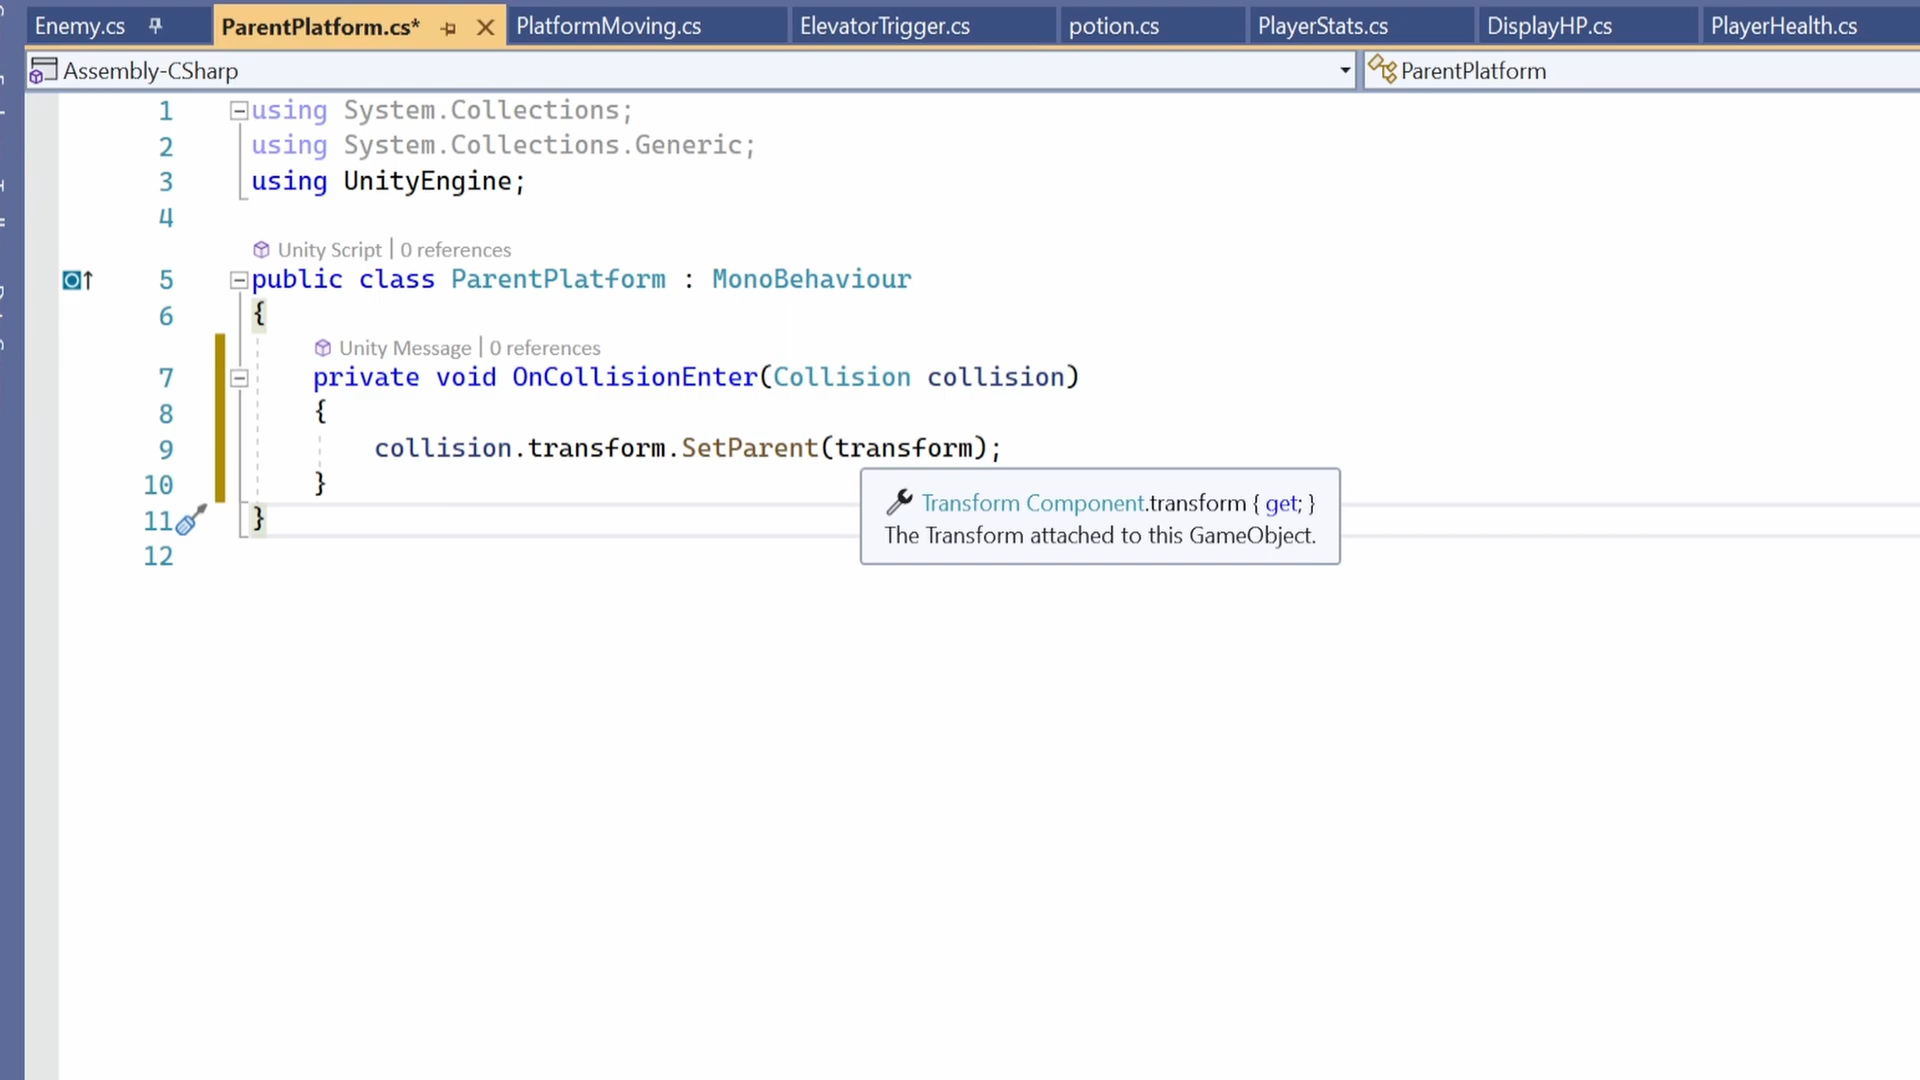 Enemy.cs ParentPlatform.cs* PlatformMoving.cs ElevatorTrigger.cs potion.cs PlayerStats.cs DisplayHP.cs PlayerHealth.cs
Assembly-CSharp ParentPlatform
1 using System.Collections;
2 using System.Collections.Generic;
3 using UnityEngine;
4
Unity Script | 0 references
5 public class ParentPlatform : MonoBehaviour
6 {
Unity Message | 0 references
7 private void OnCollisionEnter(Collision collision)
8 {
9 collision.transform.SetParent(transform);
10 }
Transform Component.transform { get; }
11 }
The Transform attached to this GameObject.
12